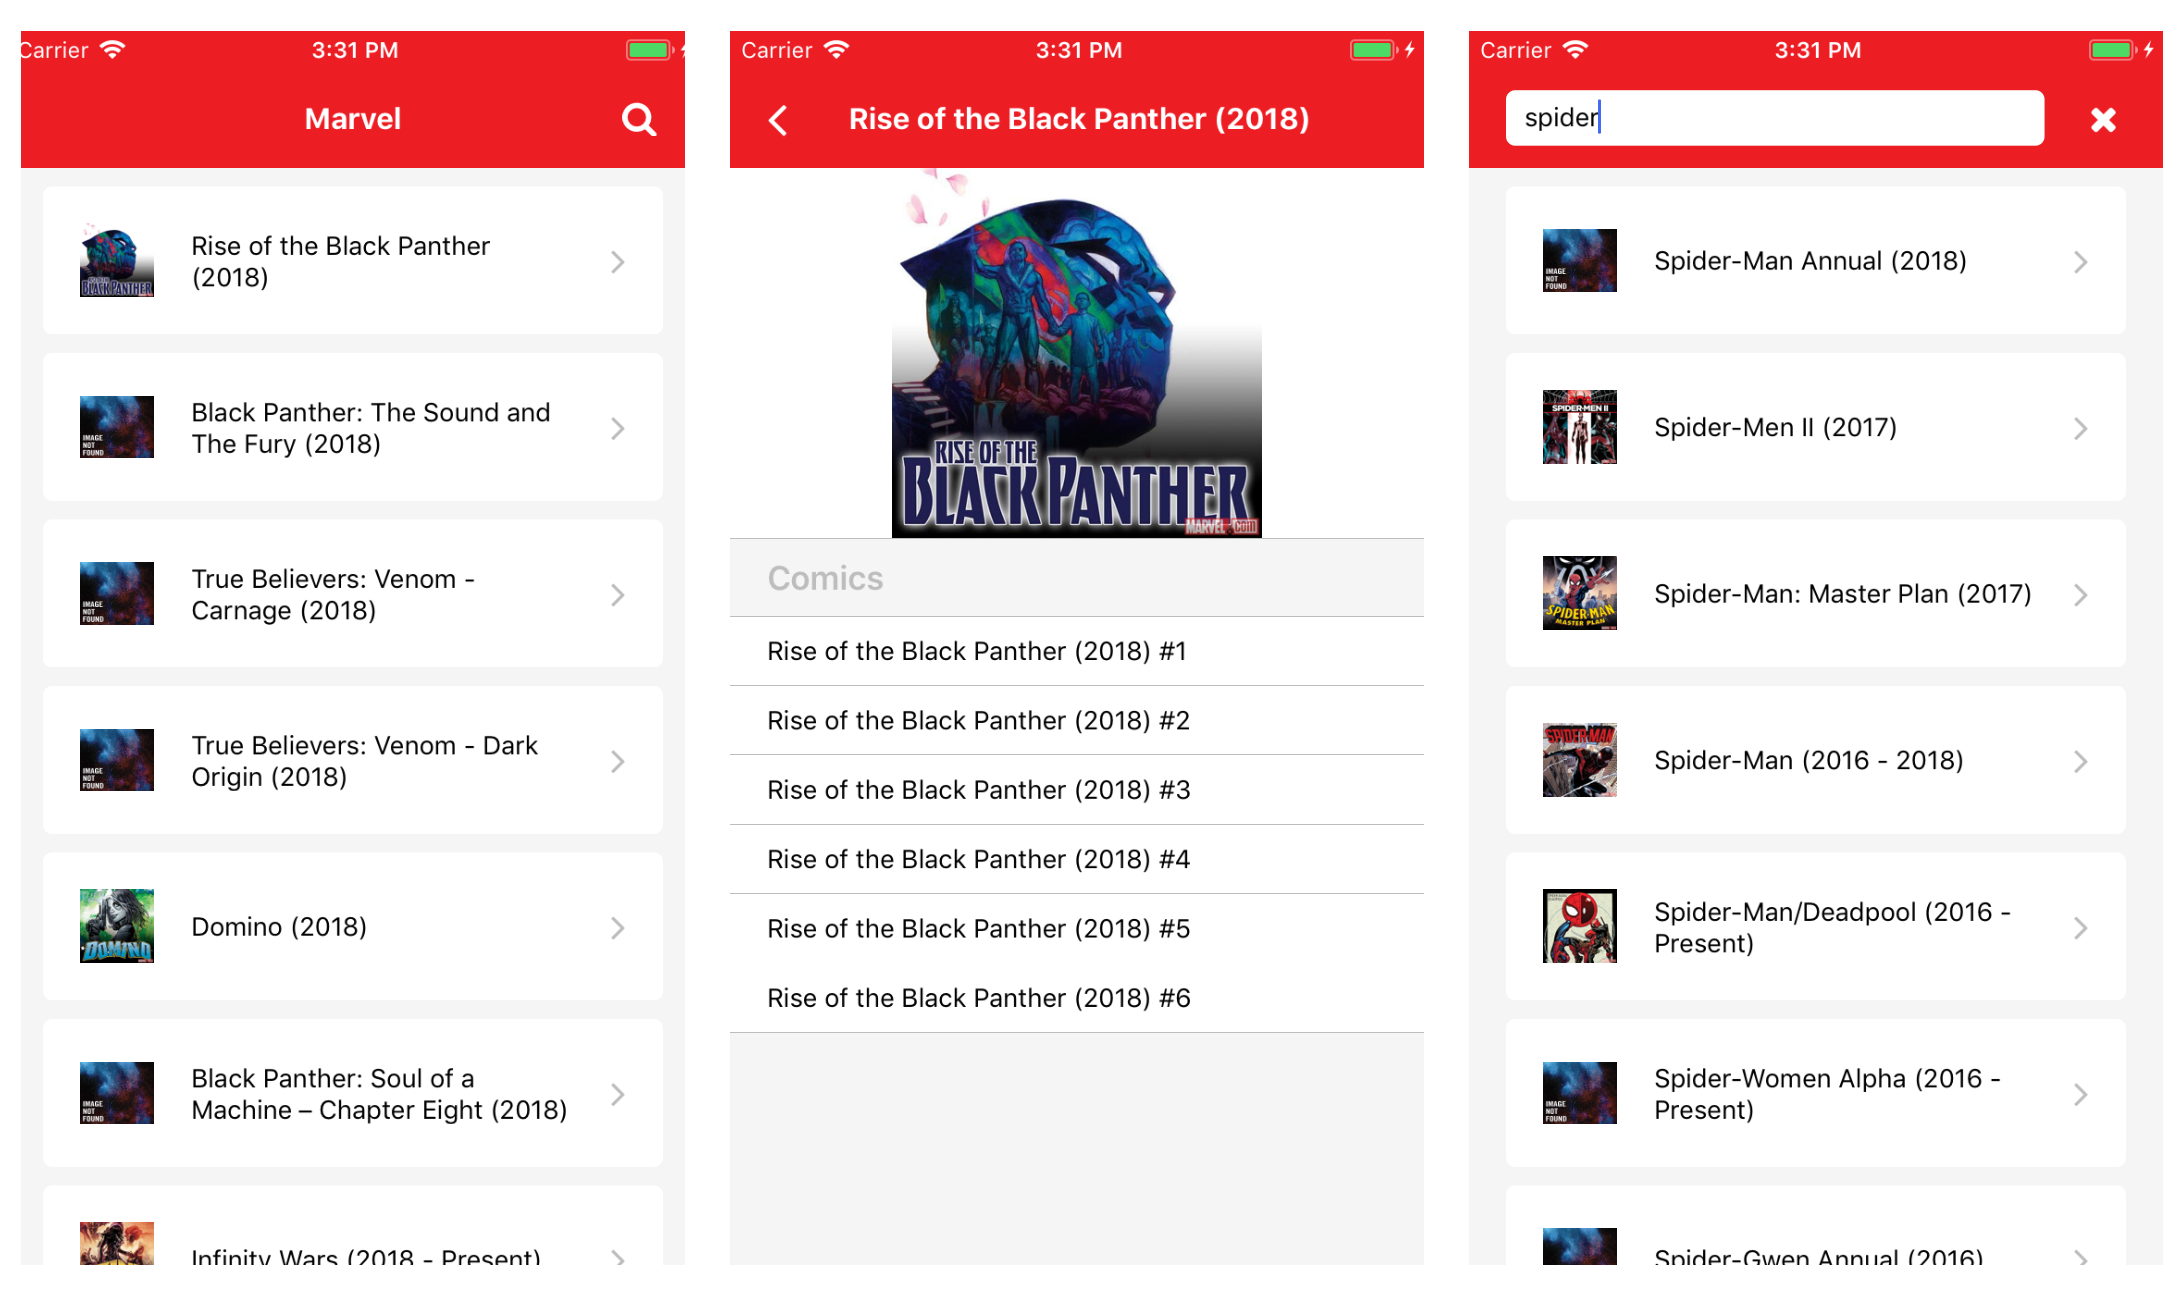 Carrier
3:31 PM
Marvel
Rise of the Black Panther
(2018)
BLACK PANTHER
Black Panther: The Sound and
The Fury (2018)
IMAGE
NOT
FOUND
True Believers: Venom -
Carnage (2018)
IMAGE
NOT
FOUND
True Believers: Venom - Dark
Origin (2018)
IMAGE
NOT
FOUND
Domino (2018)
DOMINO
Black Panther: Soul of a
Machine – Chapter Eight (2018)
IMAGE
NOT
FOUND
Infinity Wars (2018 - Present)
Carrier
3:31 PM
Rise of the Black Panther (2018)
RISE OF THE
BLACK PANTHER
MARVEL.com
Comics
Rise of the Black Panther (2018) #1
Rise of the Black Panther (2018) #2
Rise of the Black Panther (2018) #3
Rise of the Black Panther (2018) #4
Rise of the Black Panther (2018) #5
Rise of the Black Panther (2018) #6
Carrier
3:31 PM
spider
IMAGE
NOT
FOUND
Spider-Man Annual (2018)
SPIDER-MEN II
Spider-Men II (2017)
SPIDER-MAN
MASTER PLAN
Spider-Man: Master Plan (2017)
SPIDER-MAN
Spider-Man (2016 - 2018)
Spider-Man/Deadpool (2016 -
Present)
IMAGE
NOT
FOUND
Spider-Women Alpha (2016 -
Present)
Spider-Gwen Annual (2016)